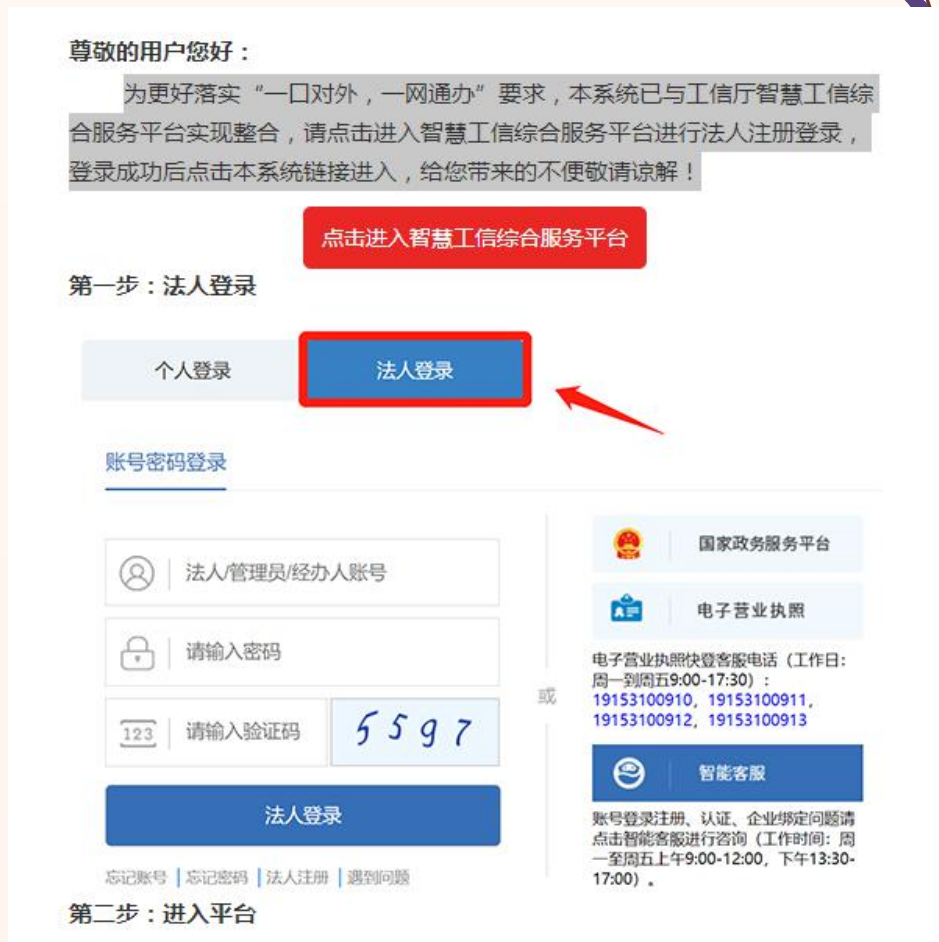 尊敬的用户您好：
为更好落实“一口对外，一网通办”要求，本系统已与工信厅智慧工信综
合服务平台实现整合，请点击进入智慧工信综合服务平台进行法人注册登录，
登录成功后点击本系统链接进入，给您带来的不便敬请谅解！
点击进入智慧工信综合服务平台
第一步：法人登录
个人登录
法人登录
账号密码登录
法人/管理员/经办人账号
请输入密码
123
请输入验证码
5597
法人登录
忘记账号
忘记密码
法人注册
遇到问题
或
国家政务服务平台
电子营业执照
电子营业执照快登客服电话（工作日：
周一到周五9:00-17:30）：
19153100910，19153100911，
19153100912，19153100913
智能客服
账号登录注册、认证、企业绑定问题请
点击智能客服进行咨询（工作时间：周
一至周五上午9:00-12:00，下午13:30-
17:00）。
第二步：进入平台